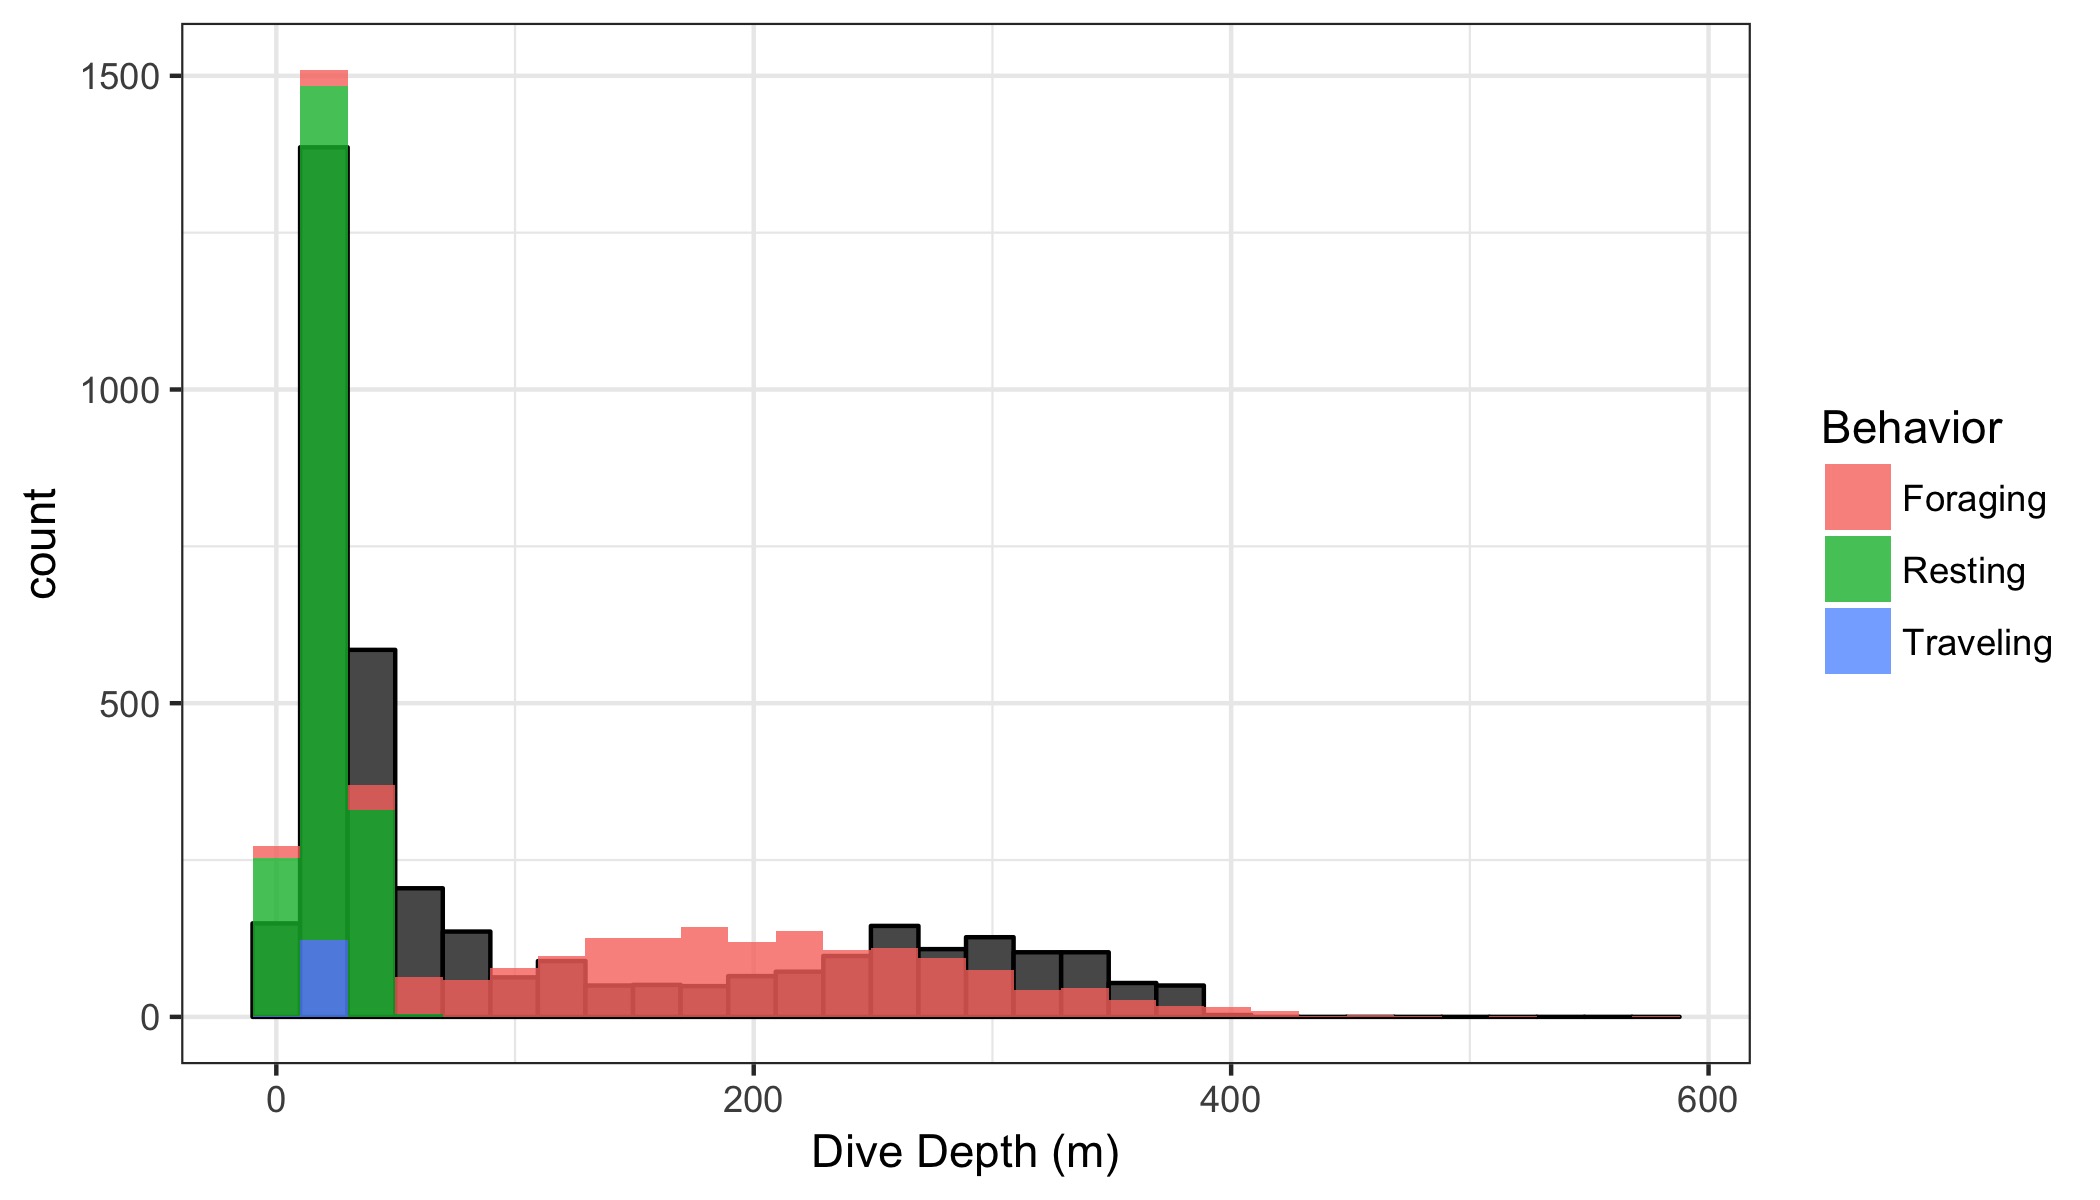 1500
1000
500
0
count
0 200 400 600
Dive Depth (m)
Behavior
Foraging
Resting
Traveling